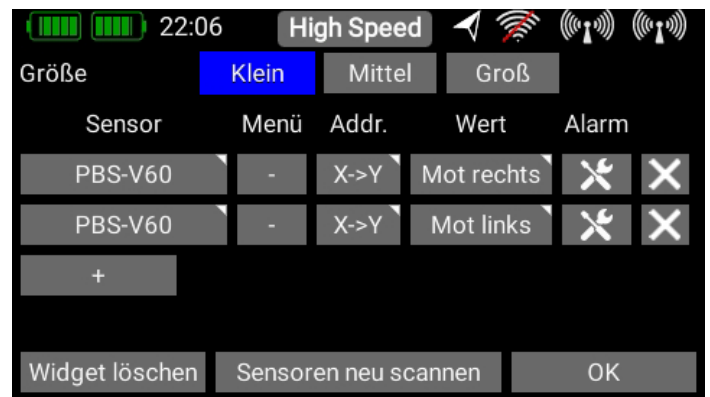 22:06 High Speed
Größe Klein Mittel Groß
Sensor Menü Addr. Wert Alarm
PBS-V60 - X->Y Mot rechts
PBS-V60 - X->Y Mot links
+
Widget löschen Sensoren neu scannen OK